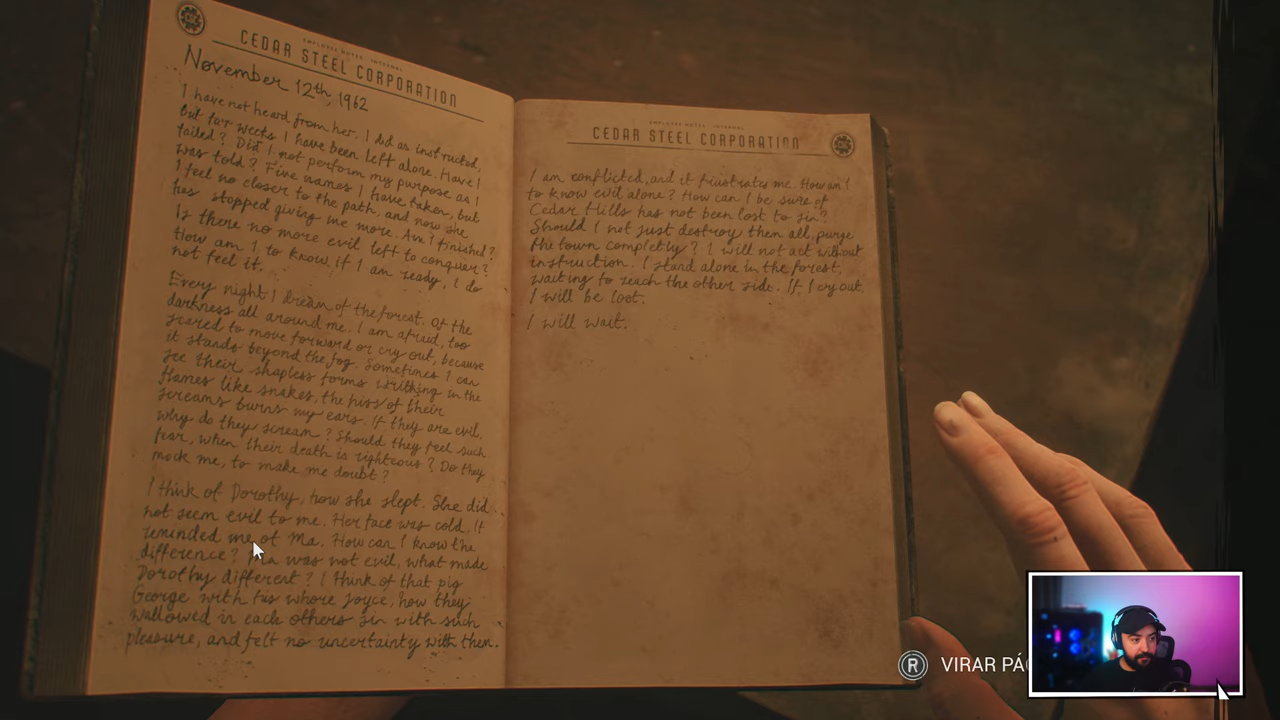 EMPLOYEE NOTES - INTERNAL
CEDAR STEEL CORPORATION
November 12th, 1962
I have not heard from her. I did as instructed,
but for weeks I have been left alone. Have I
failed? Did I not perform my purpose as I
was told? Five names I have taken, but
I feel no closer to the path, and now she
has stopped giving me more. Am I finished?
Is there no more evil left to conquer?
How am I to know if I am ready, I do
not feel it.
Every night I dream of the forest. Of the
darkness all around me. I am afraid, too
scared to move forward or cry out, because
it stands beyond the fog. Sometimes I can
see their shapless forms writhing in the
flames like snakes, the hiss of their
screams burns my ears. If they are evil,
why do they scream? Should they feel such
fear, when their death is righteous? Do they
mock me, to make me doubt?
I think of Dorothy, how she slept. She did
not seem evil to me. Her face was cold. It
reminded me of Ma. How can I know the
difference? Ma was not evil, what made
Dorothy different? I think of that pig
George with his whore Joyce, how they
wallowed in each others sin with such
pleasure, and felt no uncertainty with them.
EMPLOYEE NOTES - INTERNAL
CEDAR STEEL CORPORATION
I am conflicted, and it frustrates me. How am I
to know evil alone? How can I be sure of
Cedar Hills has not been lost to sin?
Should I not just destroy them all, purge
the town completly? I will not act without
instruction. I stand alone in the forest,
waiting to reach the other side. If I cry out,
I will be lost.
I will wait.
R VIRAR PÁG